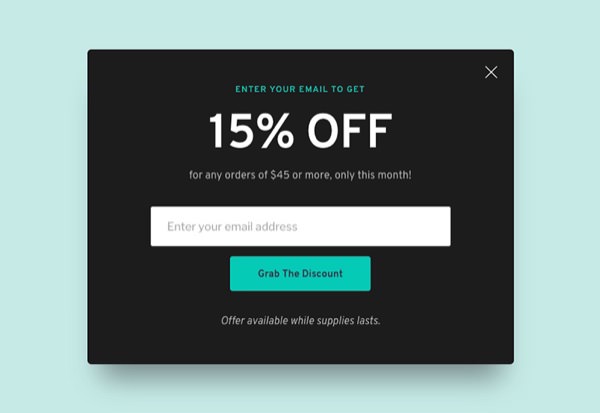 ENTER YOUR EMAIL TO GET
15% OFF
for any orders of $45 or more, only this month!
Enter your email address
Grab The Discount
Offer available while supplies lasts.